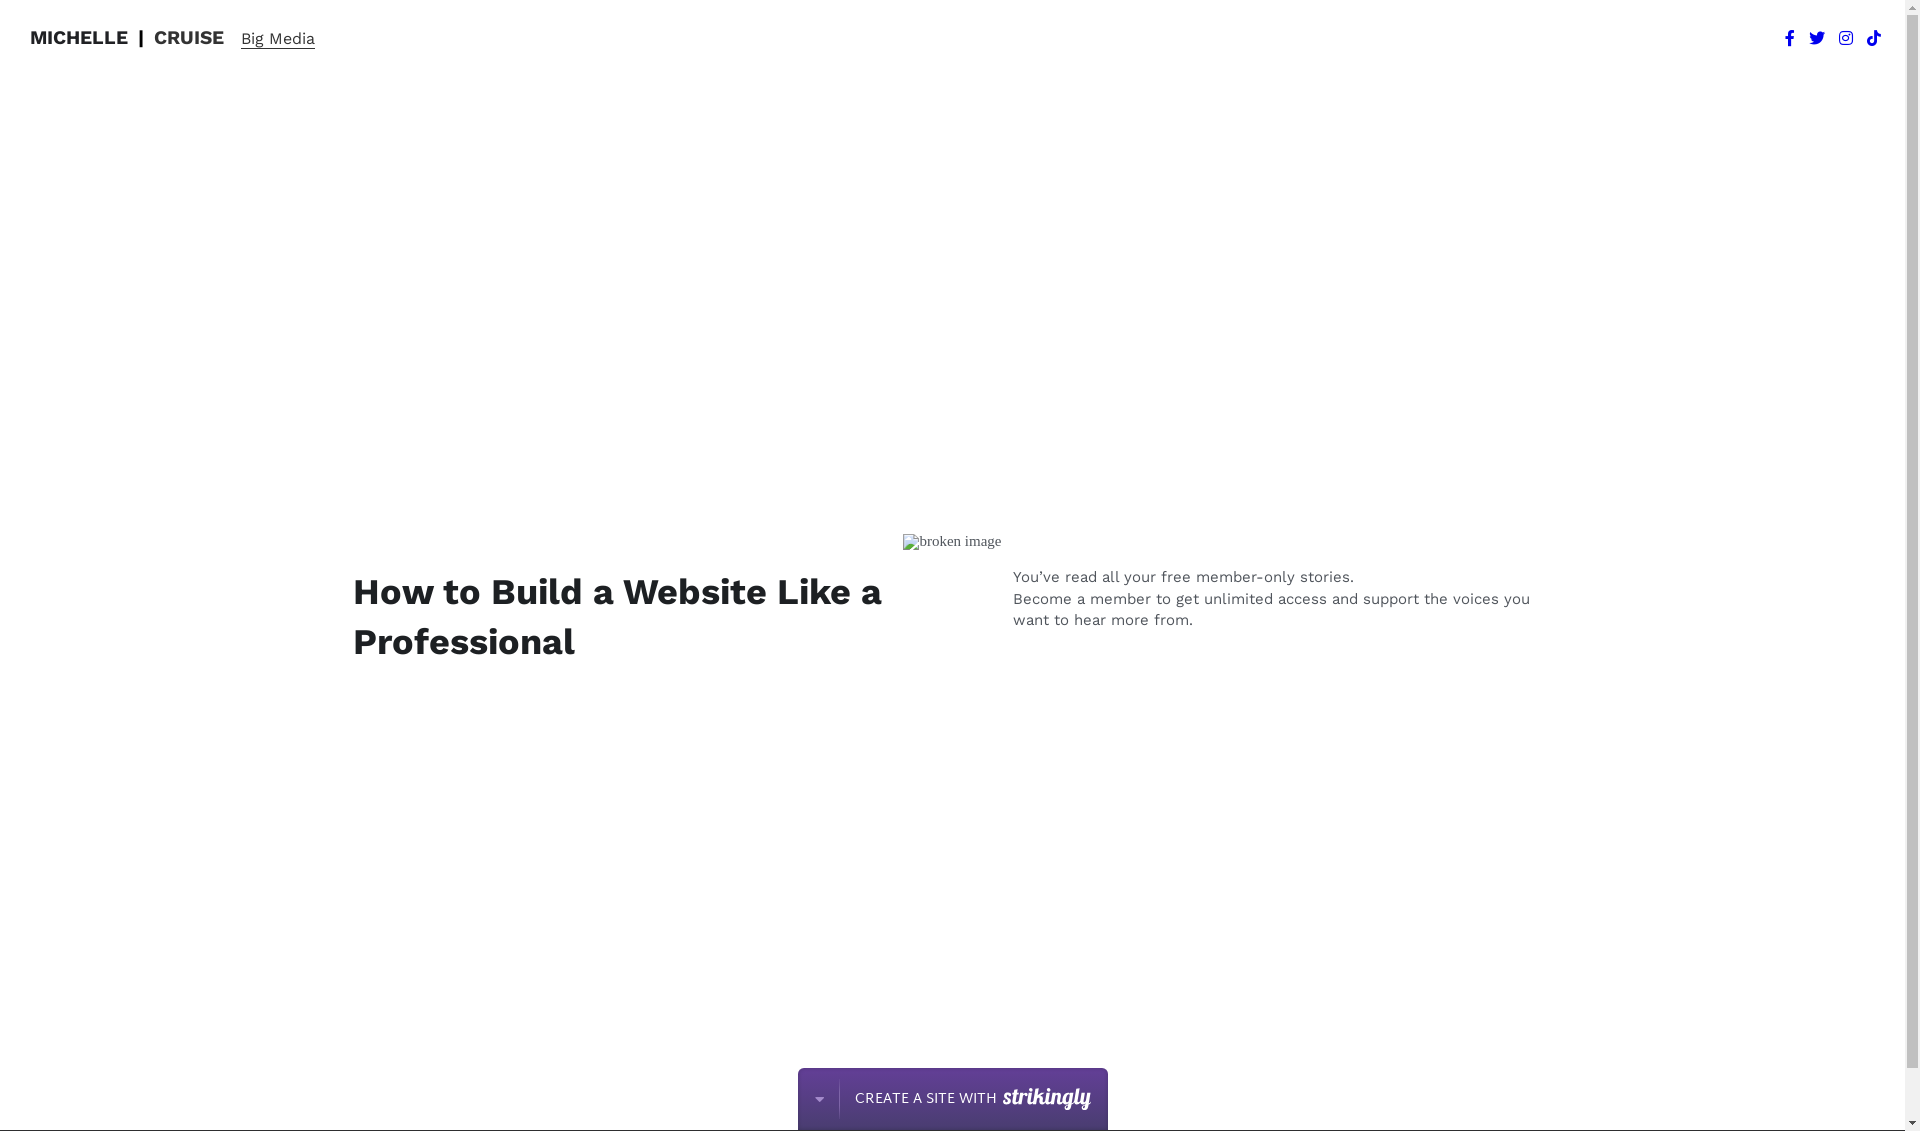 MICHELLE | CRUISE Big Media
broken image
How to Build a Website Like a
Professional
You’ve read all your free member-only stories.
Become a member to get unlimited access and support the voices you
want to hear more from.
CREATE A SITE WITH strikingly